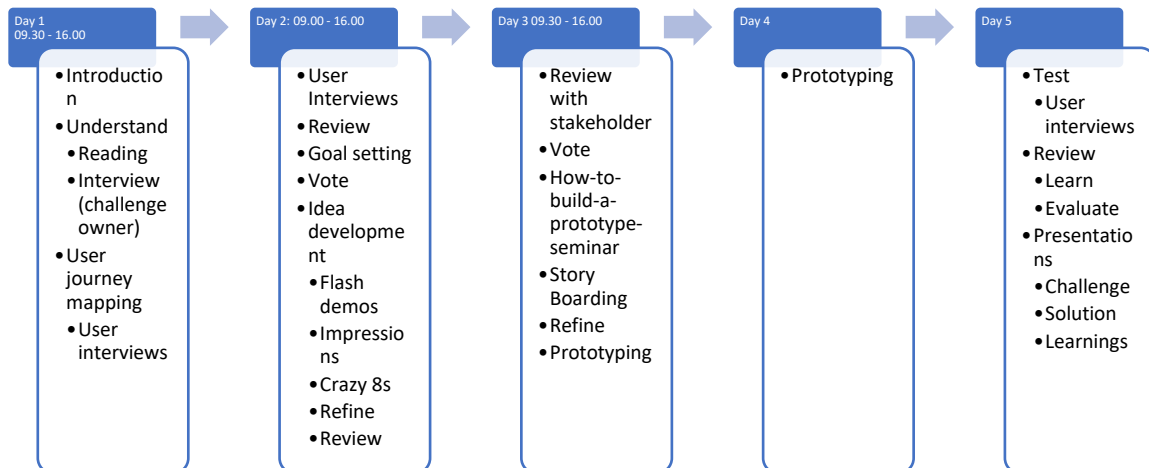 Day 1
09.30 - 16.00
•Introductio
n
•Understand
•Reading
•Interview
(challenge
owner)
•User
journey
mapping
•User
interviews
Day 2: 09.00 - 16.00
•User
Interviews
•Review
•Goal setting
•Vote
•Idea
developme
nt
•Flash
demos
•Impressio
ns
•Crazy 8s
•Refine
•Review
Day 3 09.30 - 16.00
•Review
with
stakeholder
•Vote
•How-to-
build-a-
prototype-
seminar
•Story
Boarding
•Refine
•Prototyping
Day 4
•Prototyping
Day 5
•Test
•User
interviews
•Review
•Learn
•Evaluate
•Presentatio
ns
•Challenge
•Solution
•Learnings